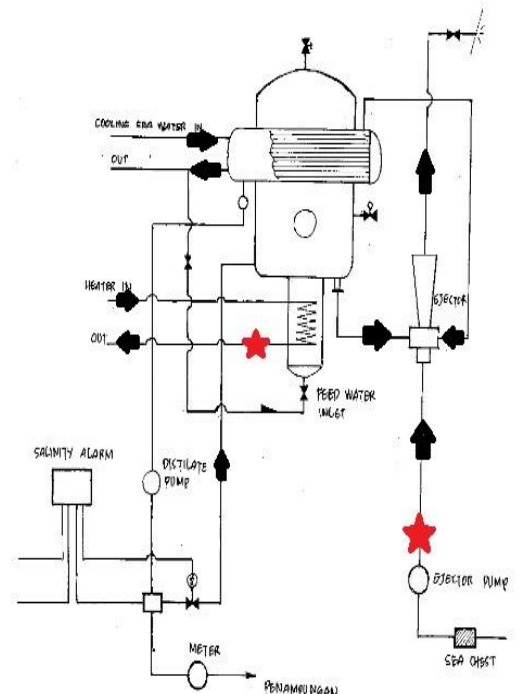 COOLING SEA WATER IN
OUT
HEATER IN
OUT
EJECTOR
FEED WATER
INLET
SALINITY ALARM
DISTILATE
PUMP
EJECTOR PUMP
METER
SEA CHEST
PENAMPUNGAN